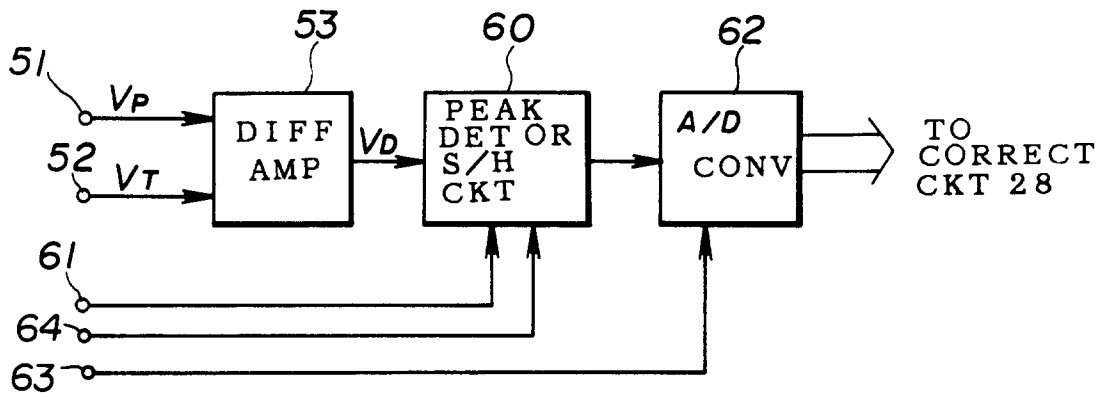 53
60
62
51
VP
DIFF
AMP
VD
PEAK
DET OR
S/H
CKT
A/D
CONV
TO
CORRECT
CKT 28
52
VT
61
64
63